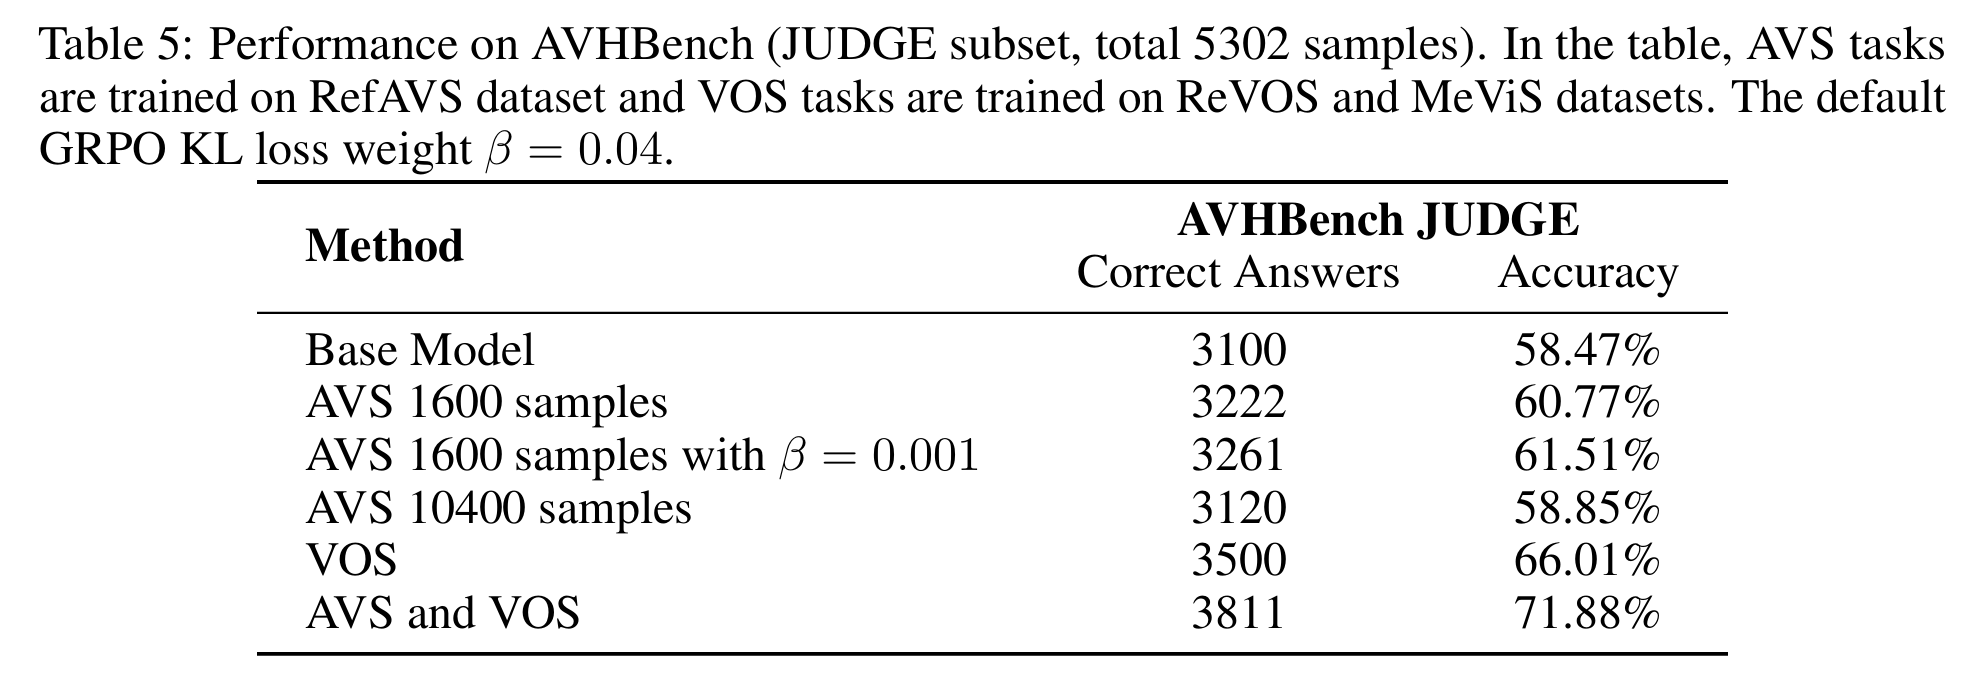 Table 5: Performance on AVHBench (JUDGE subset, total 5302 samples). In the table, AVS tasks
are trained on RefAVS dataset and VOS tasks are trained on ReVOS and MeViS datasets. The default
GRPO KL loss weight β = 0.04.
Method AVHBench JUDGE
Correct Answers Accuracy
Base Model 3100 58.47%
AVS 1600 samples 3222 60.77%
AVS 1600 samples with β = 0.001 3261 61.51%
AVS 10400 samples 3120 58.85%
VOS 3500 66.01%
AVS and VOS 3811 71.88%